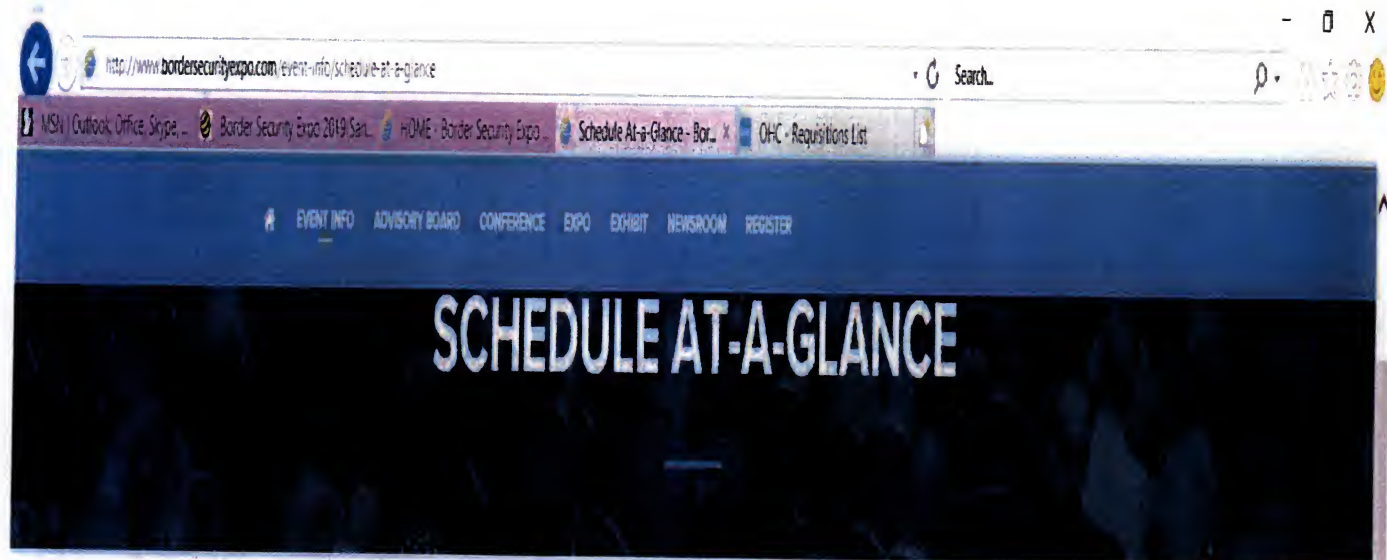 http://www.bordersecurityexpo.com/event-info/schedule-at-a-glance
Search...
MSN | Outlook, Office, Skype, ... Border Security Expo 2019 San... HOME - Border Security Expo ... Schedule At-a-Glance - Bor... x OHC - Requisitions List
EVENT INFO ADVISORY BOARD CONFERENCE EXPO EXHIBIT NEWSROOM REGISTER
SCHEDULE AT-A-GLANCE